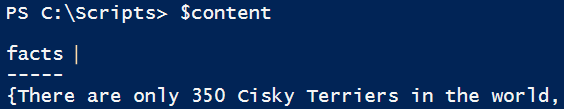 PS C:\Scripts> $content
facts
-----
{There are only 350 Cisky Terriers in the world,